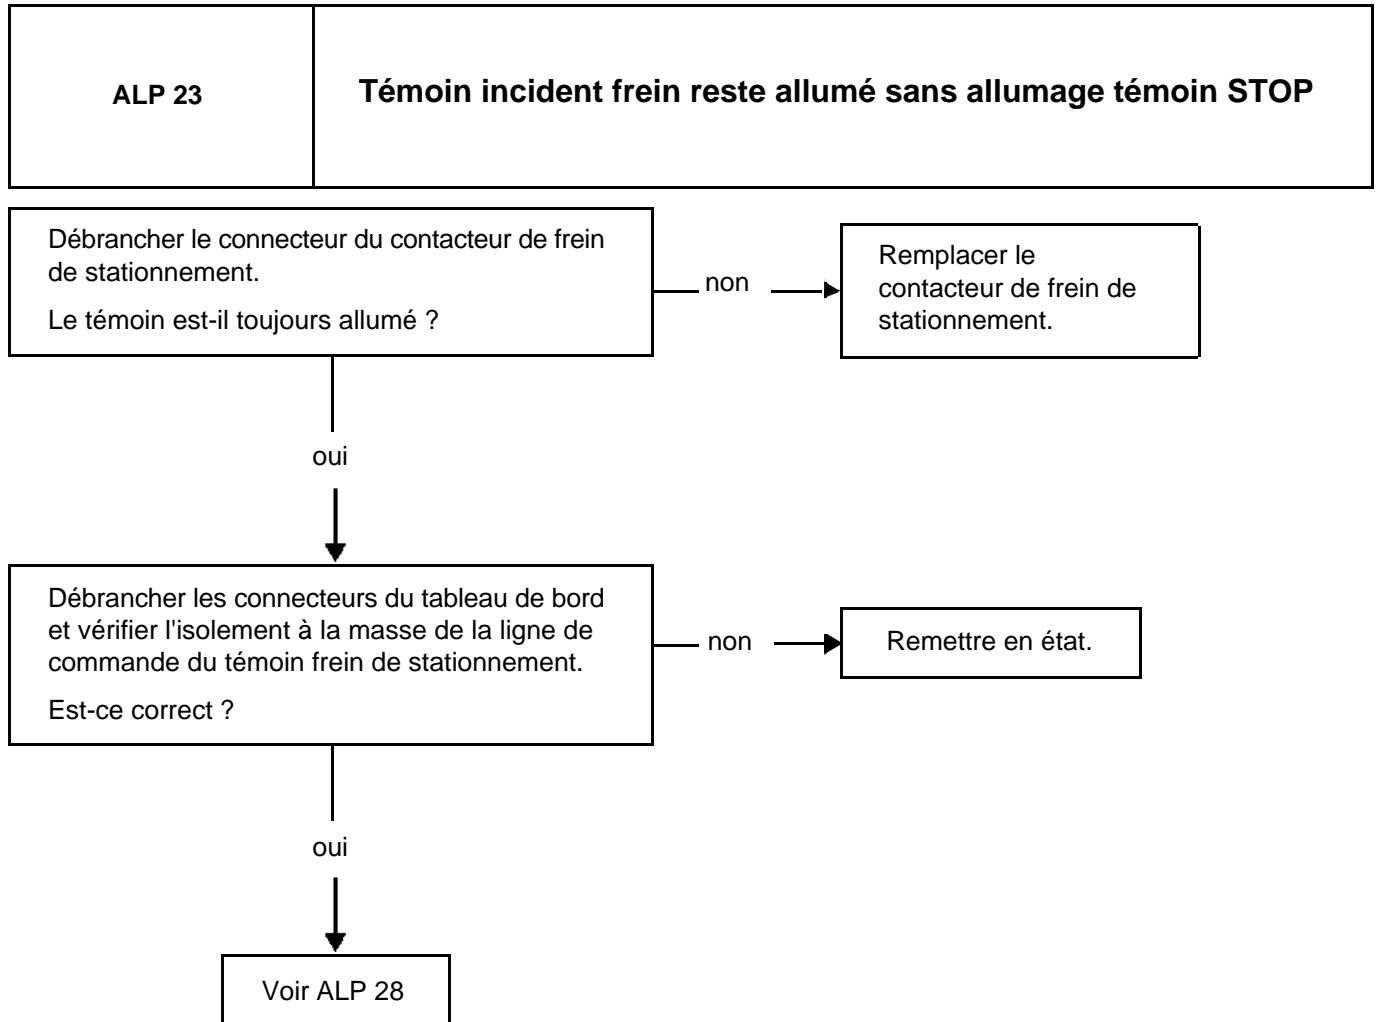 ALP 23
Témoin incident frein reste allumé sans allumage témoin STOP
Débrancher le connecteur du contacteur de frein
de stationnement.
Le témoin est-il toujours allumé ?
non
Remplacer le
contacteur de frein de
stationnement.
oui
Débrancher les connecteurs du tableau de bord
et vérifier l'isolement à la masse de la ligne de
commande du témoin frein de stationnement.
Est-ce correct ?
non
Remettre en état.
oui
Voir ALP 28